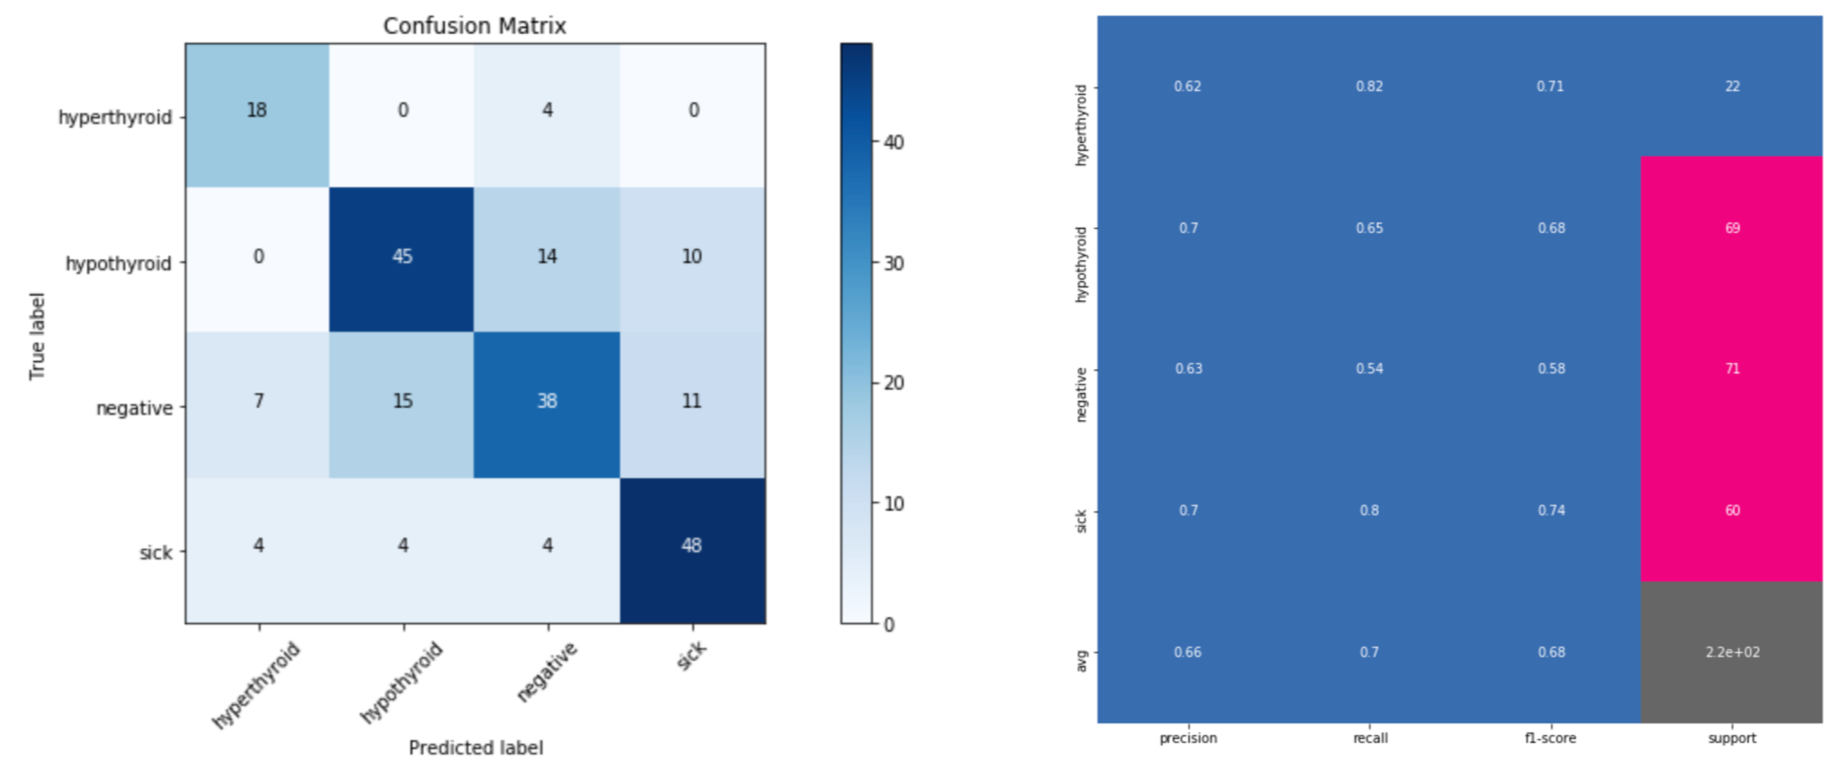 Confusion Matrix
hyperthyroid 18 0 4 0
hypothyroid 0 45 14 10
negative 7 15 38 11
sick 4 4 4 48
hyperthyroid hypothyroid negative sick
True label
Predicted label
40
30
20
10
0
hyperthyroid 0.62 0.82 0.71 22
hypothyroid 0.7 0.65 0.68 69
negative 0.63 0.54 0.58 71
sick 0.7 0.8 0.74 60
avg 0.66 0.7 0.68 2.2e+02
precision recall f1-score support